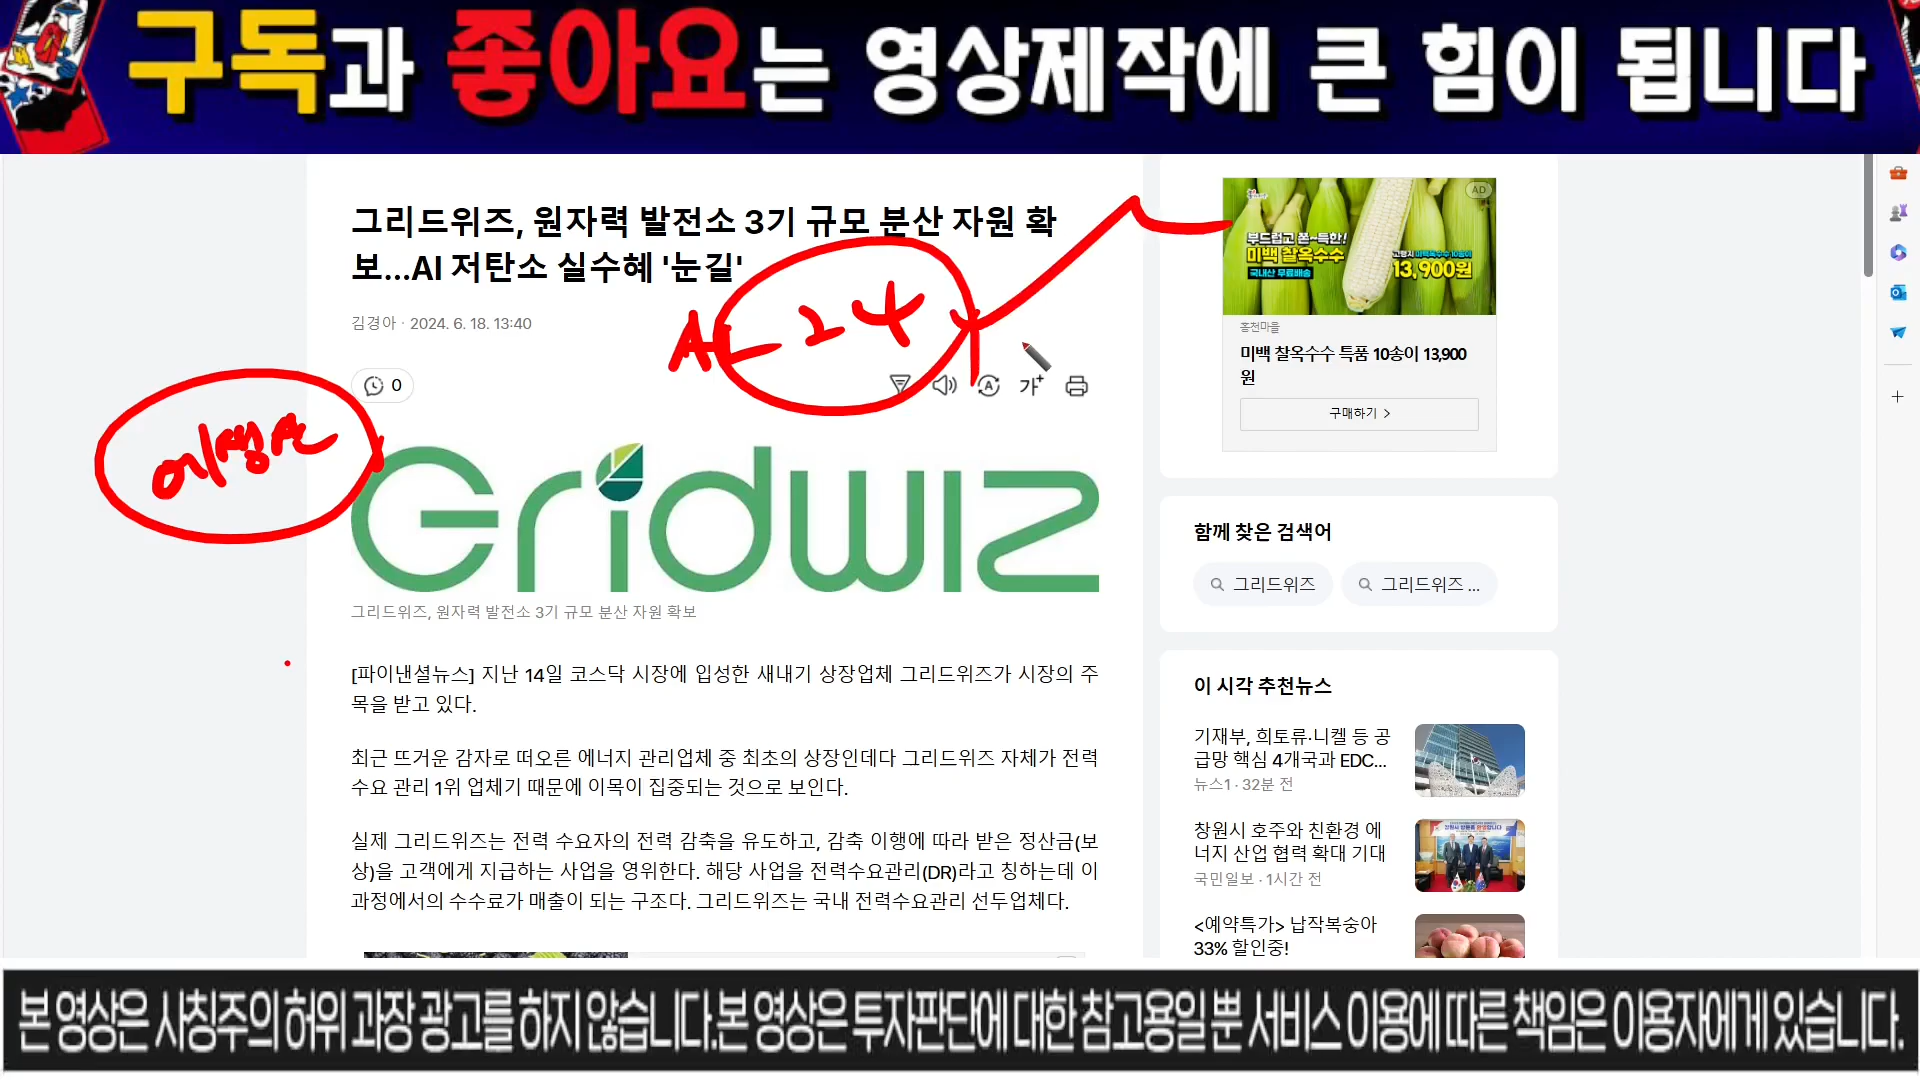 구독과 좋아요는 영상제작에 큰 힘이 됩니다
그리드위즈, 원자력 발전소 3기 규모 분산 자원 확
보...AI 저탄소 실수혜 '눈길'
김경아 · 2024. 6. 18. 13:40
0
가+
24
Gridwiz
그리드위즈, 원자력 발전소 3기 규모 분산 자원 확보
[파이낸셜뉴스] 지난 14일 코스닥 시장에 입성한 새내기 상장업체 그리드위즈가 시장의 주
목을 받고 있다.
최근 뜨거운 감자로 떠오른 에너지 관리업체 중 최초의 상장인데다 그리드위즈 자체가 전력
수요 관리 1위 업체기 때문에 이목이 집중되는 것으로 보인다.
실제 그리드위즈는 전력 수요자의 전력 감축을 유도하고, 감축 이행에 따라 받은 정산금(보
상)을 고객에게 지급하는 사업을 영위한다. 해당 사업을 전력수요관리(DR)라고 칭하는데 이
과정에서의 수수료가 매출이 되는 구조다. 그리드위즈는 국내 전력수요관리 선두업체다.
AD
부드럽고 쫀~득한!
미백 찰옥수수
국내산 무료배송
13,900원
홍천마을
미백 찰옥수수 특품 10송이 13,900
원
구매하기 >
함께 찾은 검색어
그리드위즈
그리드위즈 ...
이 시각 추천뉴스
기재부, 희토류·니켈 등 공
급망 핵심 4개국과 EDC...
뉴스1 · 32분 전
창원시 호주와 친환경 에
너지 산업 협력 확대 기대
국민일보 · 1시간 전
<예약특가> 납작복숭아
33% 할인중!
본 영상은 사칭주의 허위 과장 광고를 하지 않습니다.본 영상은 투자판단에 대한 참고용일 뿐 서비스 이용에 따른 책임은 이용자에게 있습니다.